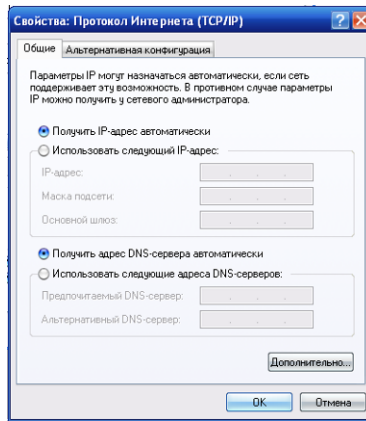 Свойства: Протокол Интернета (TCP/IP)
Общие
Альтернативная конфигурация
Параметры IP могут назначаться автоматически, если сеть
поддерживает эту возможность. В противном случае параметры
IP можно получить у сетевого администратора.
Получить IP-адрес автоматически
Использовать следующий IP-адрес:
IP-адрес:
Маска подсети:
Основной шлюз:
Получить адрес DNS-сервера автоматически
Использовать следующие адреса DNS-серверов:
Предпочитаемый DNS-сервер:
Альтернативный DNS-сервер:
Дополнительно...
OK
Отмена